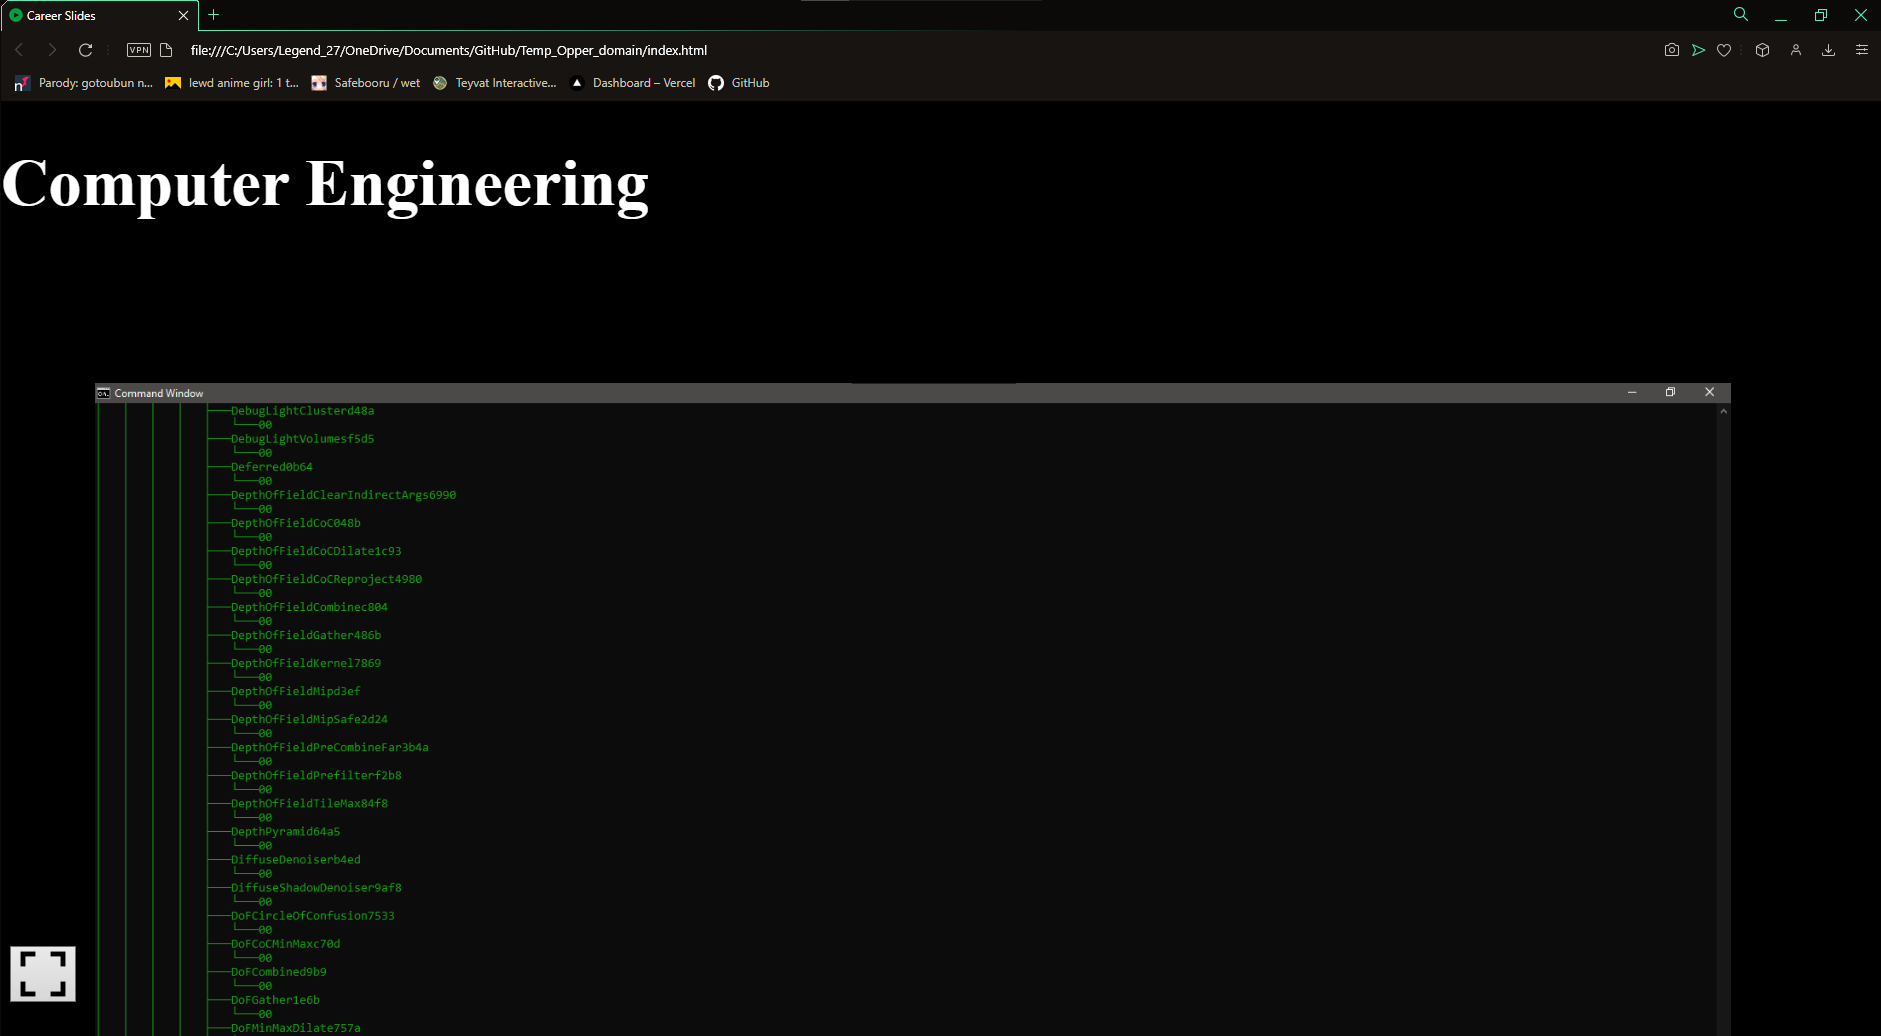 Career Slides
VPN
file:///C:/Users/Legend_27/OneDrive/Documents/GitHub/Temp_Opper_domain/index.html
Parody: gotoubun n... lewd anime girl: 1 t... Safebooru / wet Teyvat Interactive... Dashboard – Vercel GitHub
Computer Engineering
Command Window
DebugLightClusterd48a
00
DebugLightVolumesf5d5
00
Deferred0b64
00
DepthOfFieldClearIndirectArgs6990
00
DepthOfFieldCoC048b
00
DepthOfFieldCoCDilate1c93
00
DepthOfFieldCoCReproject4980
00
DepthOfFieldCombinec804
00
DepthOfFieldGather486b
00
DepthOfFieldKernel7869
00
DepthOfFieldMipd3ef
00
DepthOfFieldMipSafe2d24
00
DepthOfFieldPreCombineFar3b4a
00
DepthOfFieldPrefilterf2b8
00
DepthOfFieldTileMax84f8
00
DepthPyramid64a5
00
DiffuseDenoiserb4ed
00
DiffuseShadowDenoiser9af8
00
DoFCircleOfConfusion7533
00
DoFCoCMinMaxc70d
00
DoFCombined9b9
00
DoFGather1e6b
00
DoFMinMaxDilate757a